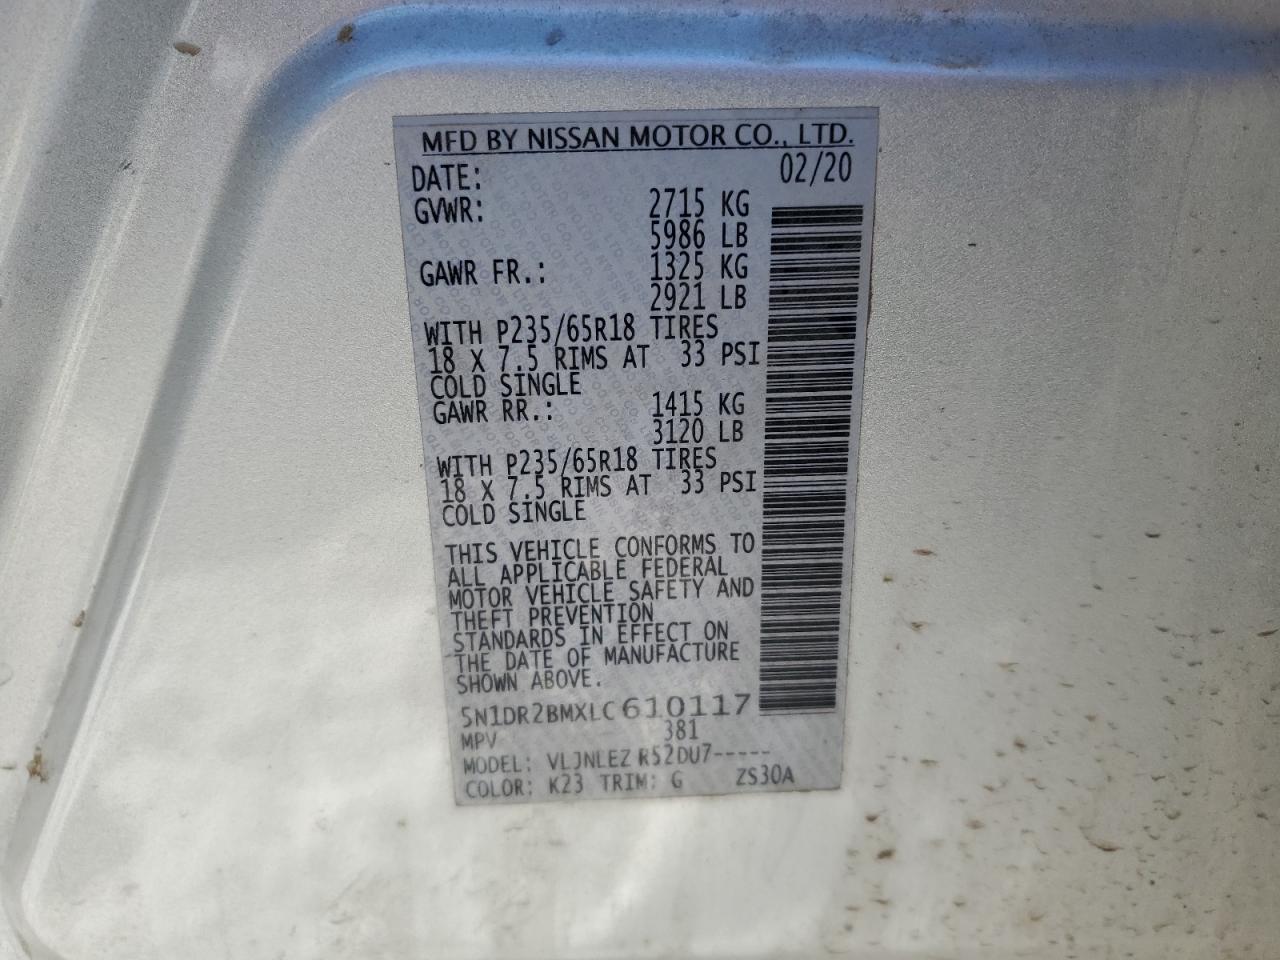 MFD BY NISSAN MOTOR CO., LTD.
DATE: 02/20
GVWR: 2715 KG
5986 LB
GAWR FR.: 1325 KG
2921 LB
WITH P235/65R18 TIRES
18 X 7.5 RIMS AT 33 PSI
COLD SINGLE
GAWR RR.: 1415 KG
3120 LB
WITH P235/65R18 TIRES
18 X 7.5 RIMS AT 33 PSI
COLD SINGLE
THIS VEHICLE CONFORMS TO
ALL APPLICABLE FEDERAL
MOTOR VEHICLE SAFETY AND
THEFT PREVENTION
STANDARDS IN EFFECT ON
THE DATE OF MANUFACTURE
SHOWN ABOVE.
5N1DR2BMXLC610117
MPV 381
MODEL: VLJNLEZ R52DU7-----
COLOR: K23 TRIM: G ZS30A